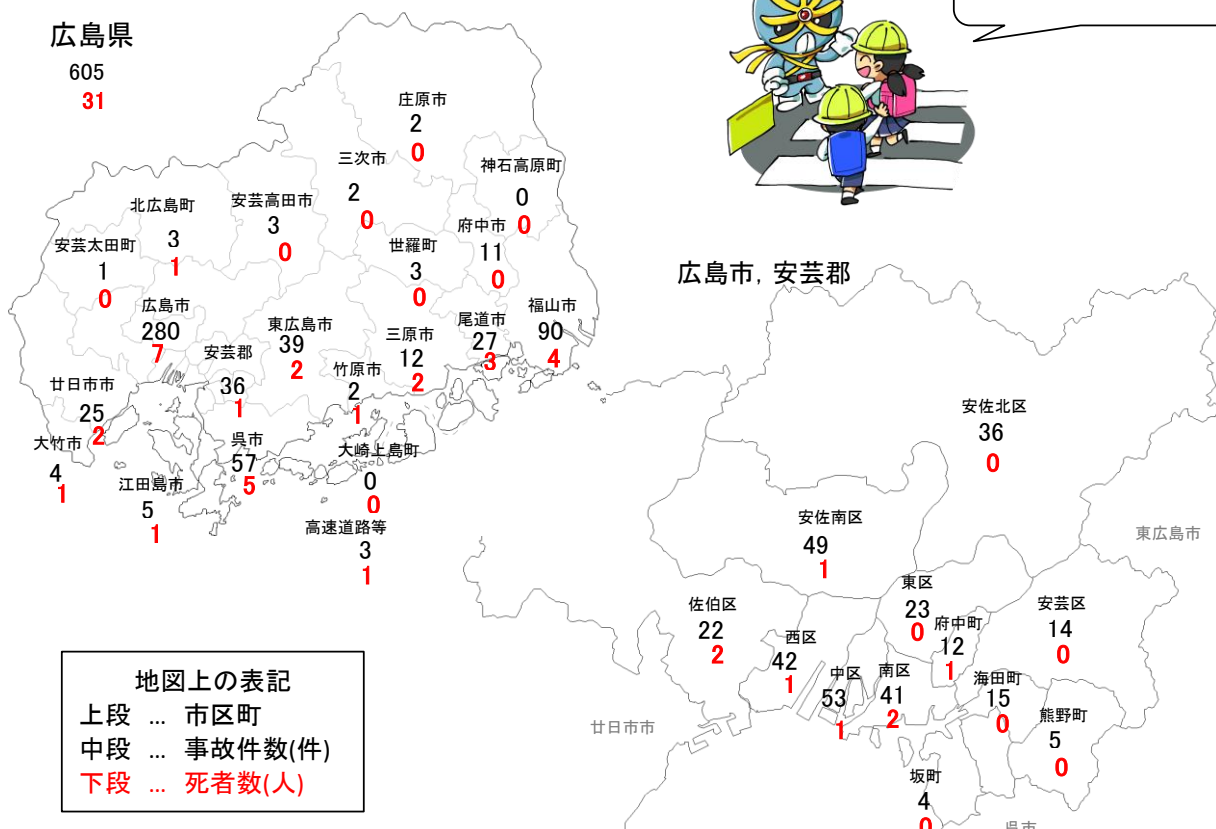 広島県
605
31
庄原市
2
0
三次市
2
0
神石高原町
0
0
北広島町
3
1
安芸高田市
3
0
府中市
11
0
安芸太田町
1
0
世羅町
3
0
広島市
280
7
東広島市
39
2
三原市
12
2
尾道市
27
3
福山市
90
4
安芸郡
36
1
竹原市
2
1
廿日市市
25
2
大竹市
4
1
呉市
57
5
大崎上島町
0
0
江田島市
5
1
高速道路等
3
1
地図上の表記
上段 … 市区町
中段 … 事故件数(件)
下段 … 死者数(人)
広島市, 安芸郡
安佐北区
36
0
安佐南区
49
1
東広島市
東区
23
0
佐伯区
22
2
西区
42
1
府中町
12
1
安芸区
14
0
中区
53
1
南区
41
2
海田町
15
0
熊野町
5
0
廿日市市
坂町
4
0
呉市